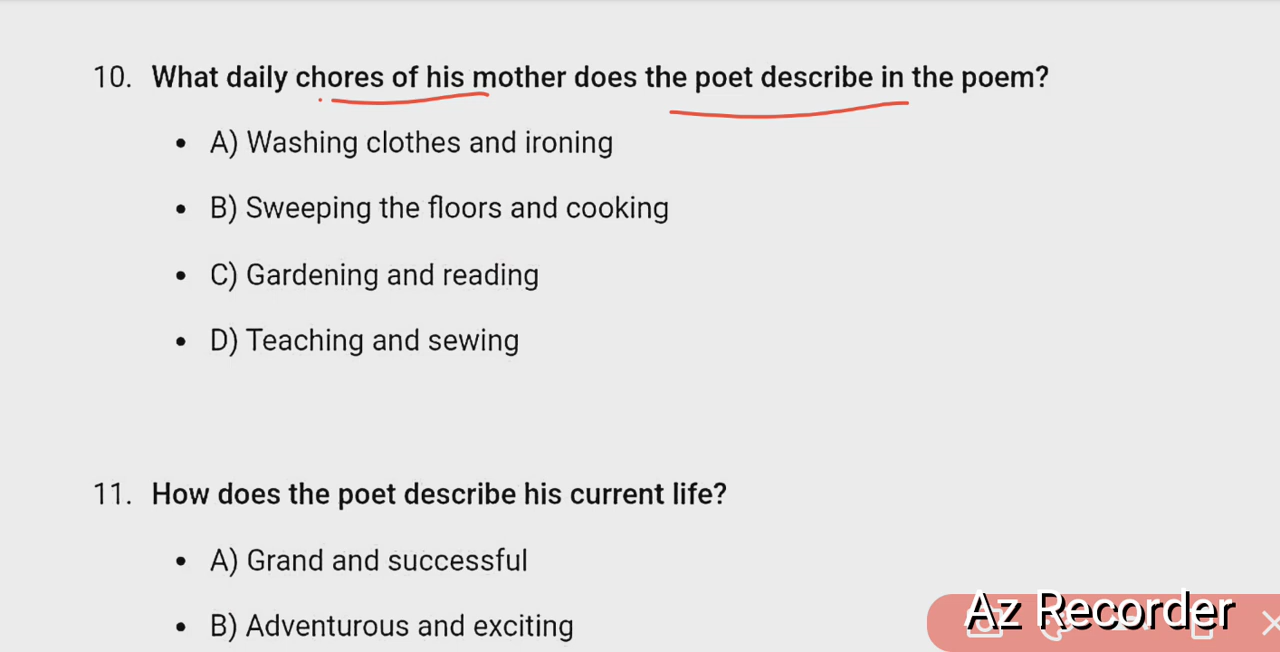 10. What daily chores of his mother does the poet describe in the poem?
• A) Washing clothes and ironing
• B) Sweeping the floors and cooking
• C) Gardening and reading
• D) Teaching and sewing
11. How does the poet describe his current life?
• A) Grand and successful
• B) Adventurous and exciting
Az Recorder